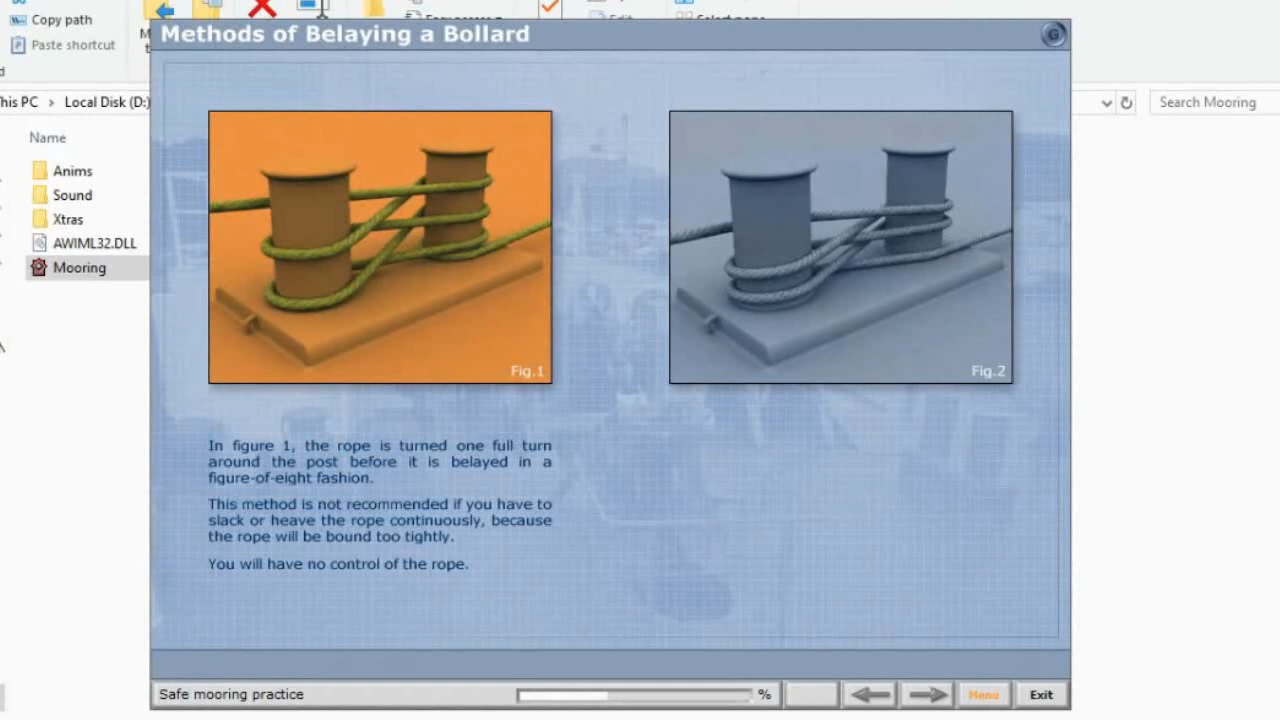 Copy path
Paste shortcut
Methods of Belaying a Bollard
This PC > Local Disk (D:)
Search Mooring
Name
Anims
Sound
Xtras
AWIML32.DLL
Mooring
Fig.1
Fig.2
In figure 1, the rope is turned one full turn
around the post before it is belayed in a
figure-of-eight fashion.
This method is not recommended if you have to
slack or heave the rope continuously, because
the rope will be bound too tightly.
You will have no control of the rope.
Safe mooring practice
%
Menu
Exit